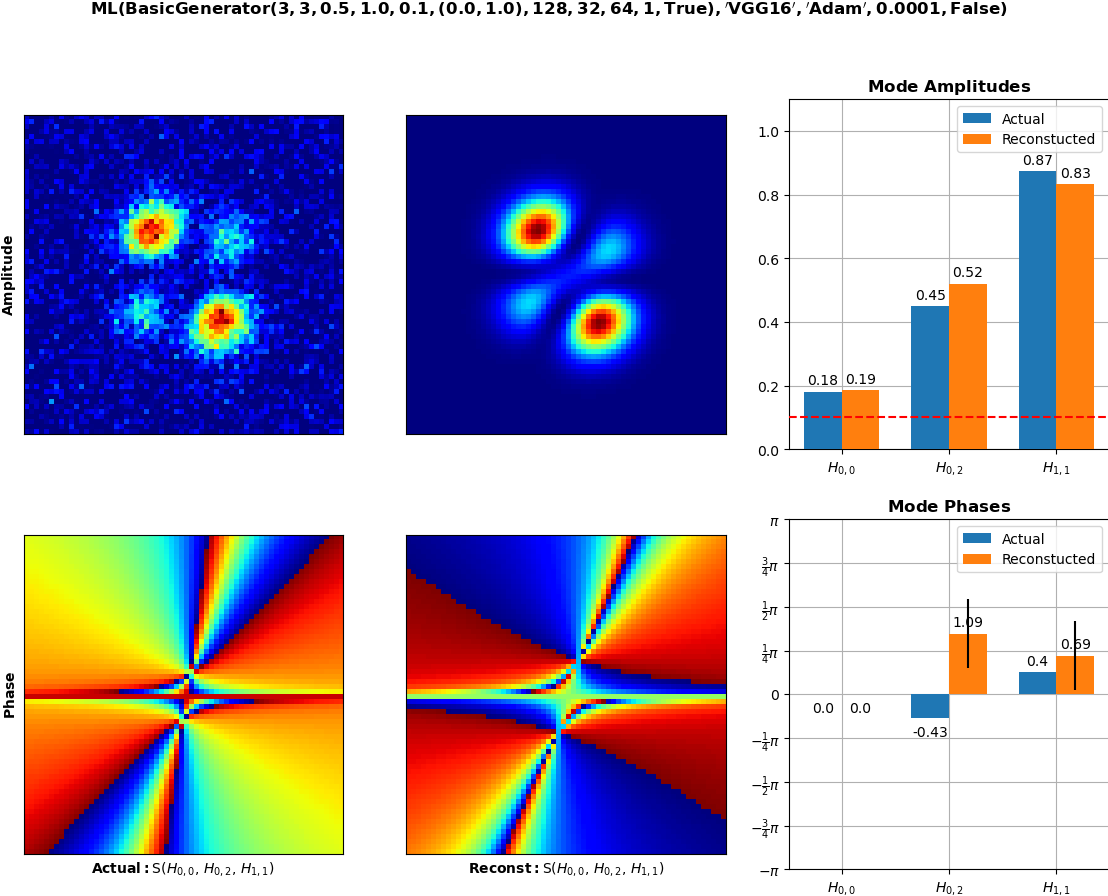 ML(BasicGenerator(3, 3, 0.5, 1.0, 0.1, (0.0, 1.0), 128, 32, 64, 1, True), ′VGG16′, ′Adam′, 0.0001, False)
Amplitude
Mode Amplitudes
Actual
Reconstucted
1.0
0.8
0.6
0.4
0.2
0.0
0.18
0.19
0.45
0.52
0.87
0.83
H0,0
H0,2
H1,1
Phase
Actual: S(H0,0, H0,2, H1,1)
Reconst: S(H0,0, H0,2, H1,1)
Mode Phases
Actual
Reconstucted
π
3/4π
1/2π
1/4π
0
−1/4π
−1/2π
−3/4π
−π
0.0
0.0
-0.43
1.09
0.4
0.69
H0,0
H0,2
H1,1